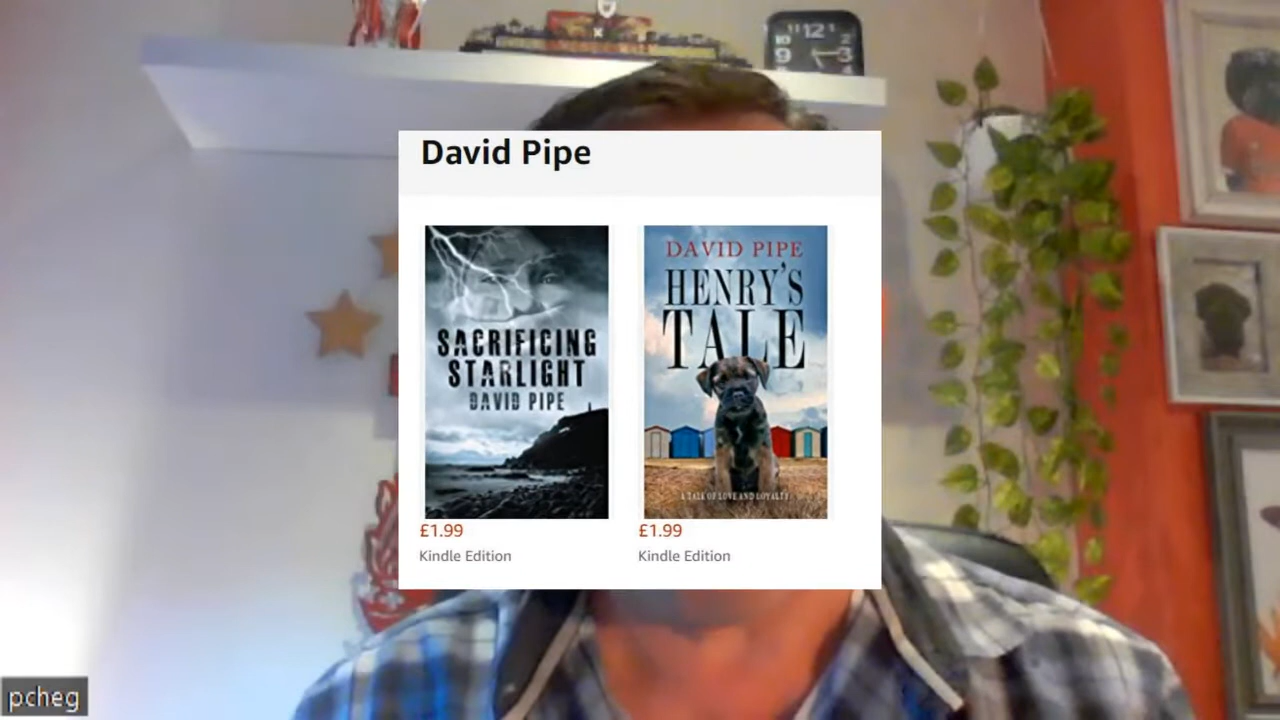 David Pipe
SACRIFICING
STARLIGHT
DAVID PIPE
DAVID PIPE
HENRY'S
TALE
A TALE OF LOVE AND LOYALTY
£1.99
£1.99
Kindle Edition
Kindle Edition
pcheg